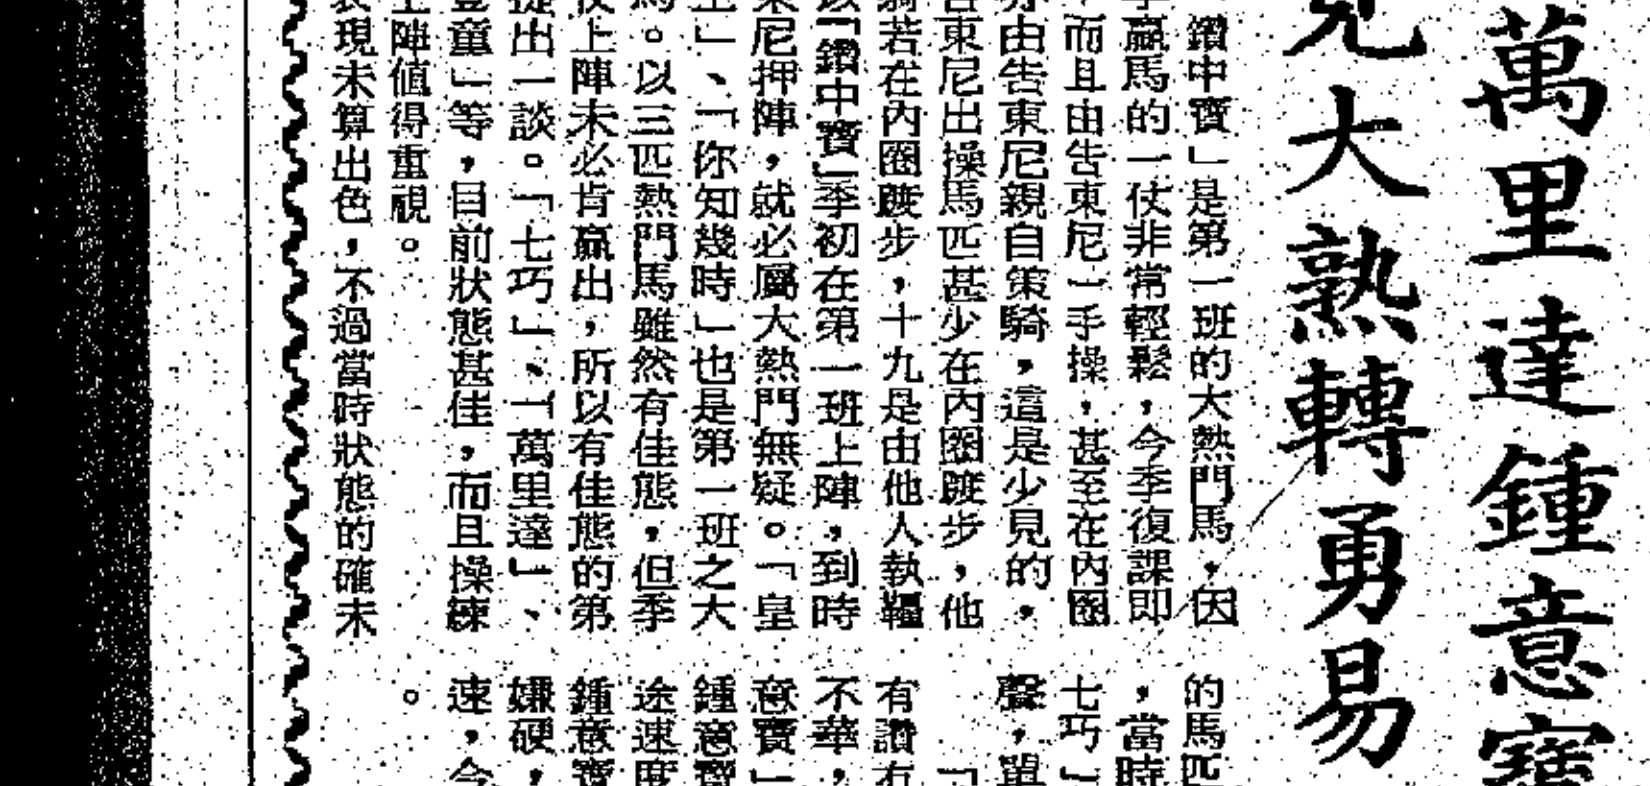 萬里達鍾意寶
見大熱轉勇易
鑽中寶」是第一班的大熱門馬，因
贏馬的一仗非常輕鬆，今季復課即
，而且由告東尼一手操，甚至在內圈
由告東尼親自策騎，這是少見的，
告東尼出操馬匹甚少在內圈踱步，他
騎若在內圈踱步，十九是由他人執韁
以「鑽中寶」季初在第一班上陣，到時
東尼押陣，就必屬大熱門無疑。「皇
上」、「你知幾時」也是第一班之大
馬。以三匹熱門馬雖然有佳態，但季
仗上陣未必肯贏出，所以有佳態的第
提出一談。「七巧」、「萬里達」、
登童」等，目前狀態甚佳，而且操練
上陣值得重視。
表現未算出色，不過當時狀態的確未
的馬匹
，當時
七巧」
聲，單
「
有讚冇
不華，
意寶」
鍾意寶
途速度
鍾意寶
嫌硬，
速，今
。